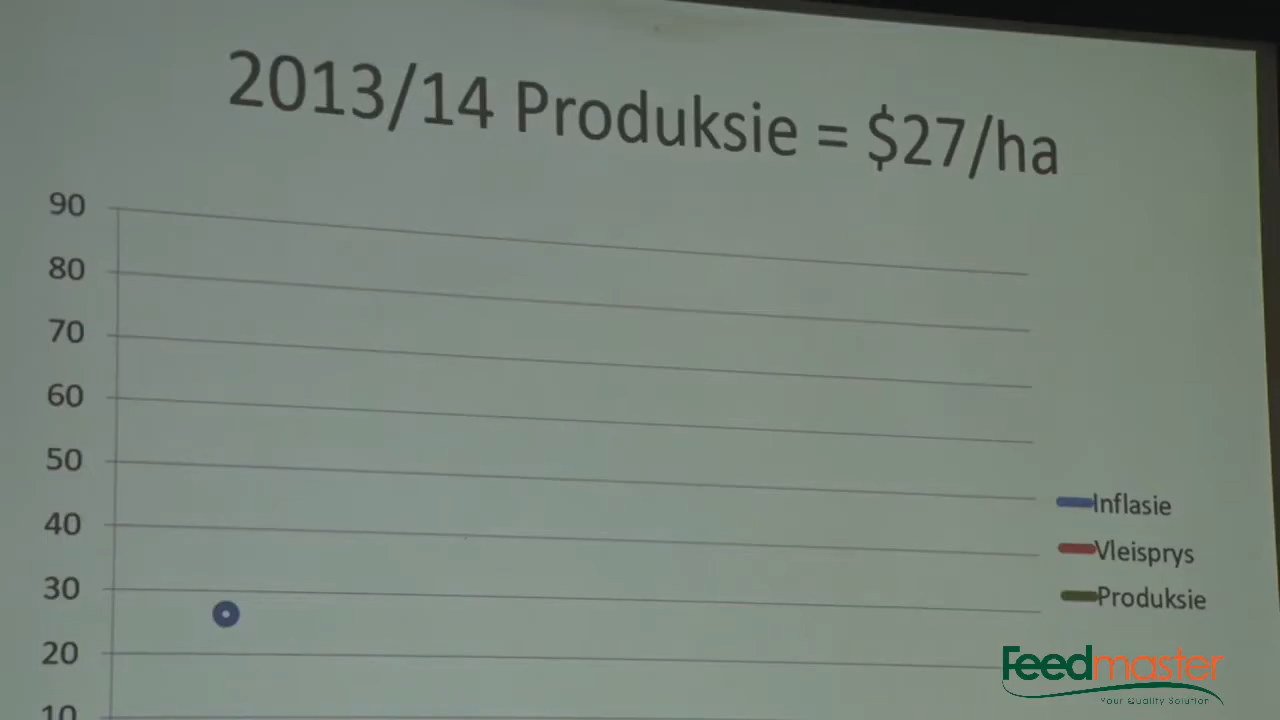 2013/14 Produksie = $27/ha
90
80
70
60
50
40
30
20
10
Inflasie
Vleisprys
Produksie
Feedmaster
Your Quality Solution